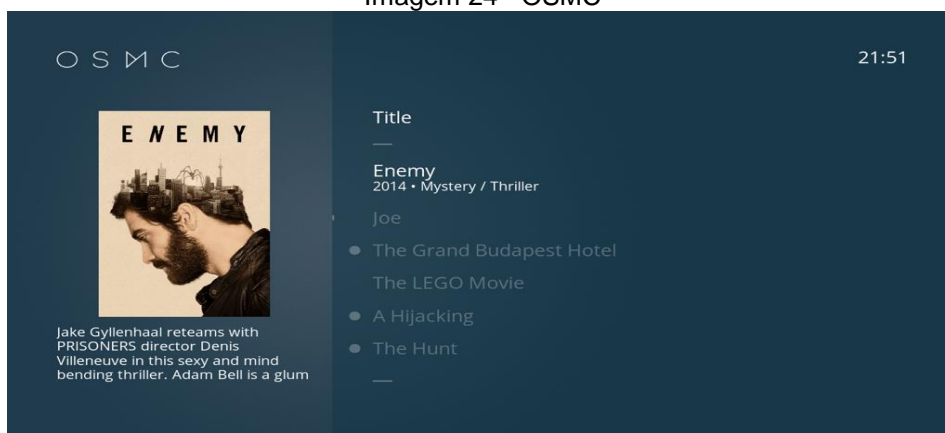 Imagem 24 - OSMC
OSMC
21:51
ENEMY
Jake Gyllenhaal reteams with
PRISONERS director Denis
Villeneuve in this sexy and mind
bending thriller. Adam Bell is a glum
Title
Enemy
2014 • Mystery / Thriller
Joe
The Grand Budapest Hotel
The LEGO Movie
A Hijacking
The Hunt